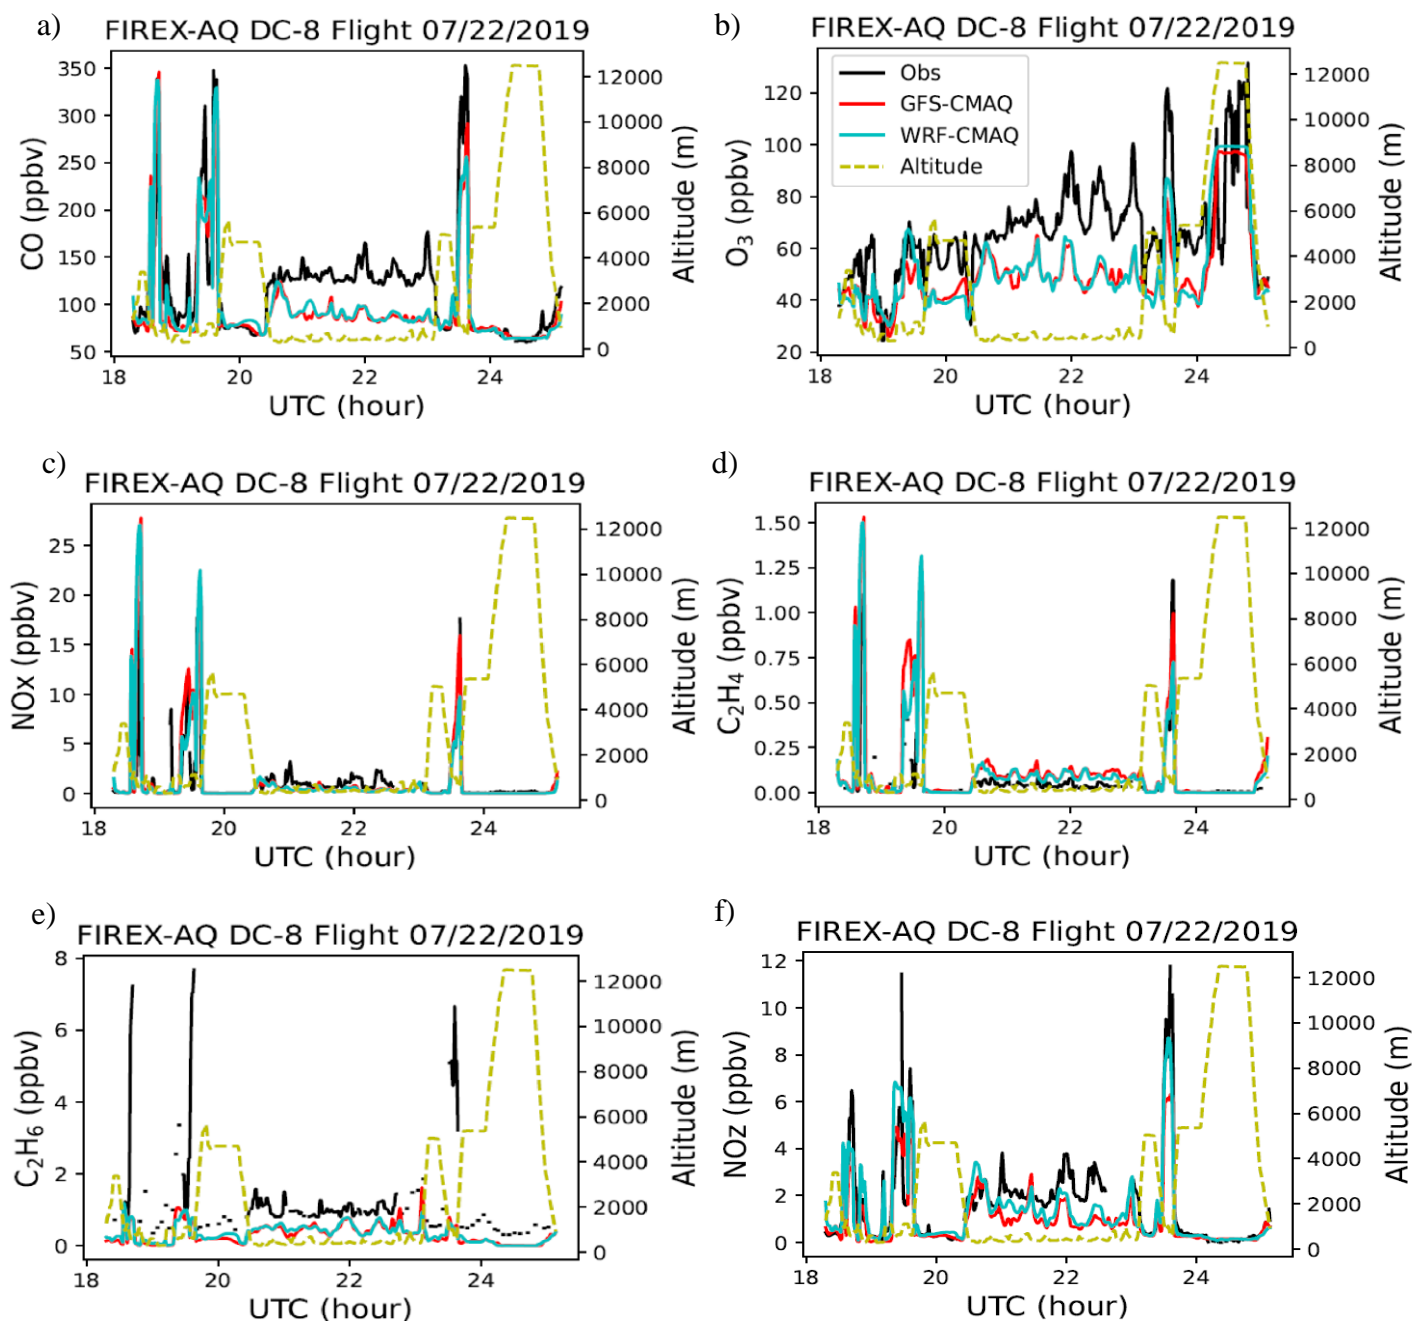 a)
FIREX-AQ DC-8 Flight 07/22/2019
350
300
250
200
150
100
50
CO (ppbv)
12000
10000
8000
6000
4000
2000
0
Altitude (m)
18 20 22 24
UTC (hour)
b)
FIREX-AQ DC-8 Flight 07/22/2019
Obs
GFS-CMAQ
WRF-CMAQ
Altitude
120
100
80
60
40
20
O3 (ppbv)
12000
10000
8000
6000
4000
2000
0
Altitude (m)
18 20 22 24
UTC (hour)
c)
FIREX-AQ DC-8 Flight 07/22/2019
25
20
15
10
5
0
NOx (ppbv)
12000
10000
8000
6000
4000
2000
0
Altitude (m)
18 20 22 24
UTC (hour)
d)
FIREX-AQ DC-8 Flight 07/22/2019
1.50
1.25
1.00
0.75
0.50
0.25
0.00
C2H4 (ppbv)
12000
10000
8000
6000
4000
2000
0
Altitude (m)
18 20 22 24
UTC (hour)
e)
FIREX-AQ DC-8 Flight 07/22/2019
8
6
4
2
0
C2H6 (ppbv)
12000
10000
8000
6000
4000
2000
0
Altitude (m)
18 20 22 24
UTC (hour)
f)
FIREX-AQ DC-8 Flight 07/22/2019
12
10
8
6
4
2
0
NOz (ppbv)
12000
10000
8000
6000
4000
2000
0
Altitude (m)
18 20 22 24
UTC (hour)